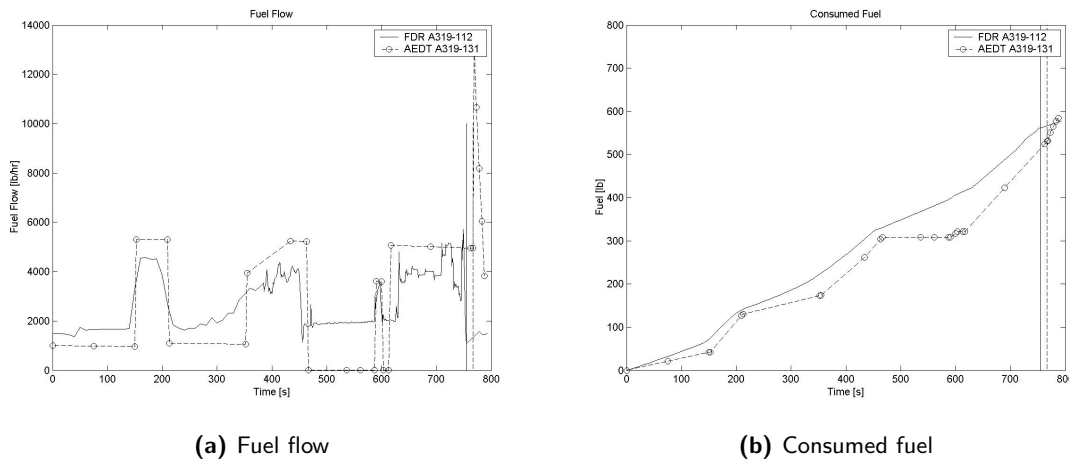 Fuel Flow
14000
12000
10000
8000
6000
4000
2000
0
Fuel Flow [lb/hr]
0 100 200 300 400 500 600 700 800
Time [s]
FDR A319-112
AEDT A319-131
(a) Fuel flow
Consumed Fuel
800
700
600
500
400
300
200
100
0
Fuel [lb]
0 100 200 300 400 500 600 700 800
Time [s]
FDR A319-112
AEDT A319-131
(b) Consumed fuel